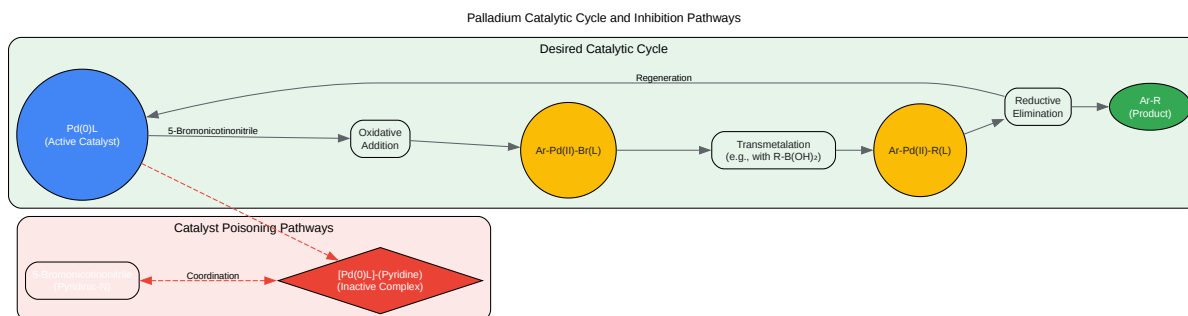 Palladium Catalytic Cycle and Inhibition Pathways
Desired Catalytic Cycle
Regeneration
Pd(0)L
(Active Catalyst)
5-Bromonicotinonitrile
Oxidative
Addition
Ar-Pd(II)-Br(L)
Transmetalation
(e.g., with R-B(OH)₂)
Ar-Pd(II)-R(L)
Reductive
Elimination
Ar-R
(Product)
Catalyst Poisoning Pathways
5-Bromonicotinonitrile
(Pyridinic-N)
Coordination
[Pd(0)L]-(Pyridine)
(Inactive Complex)